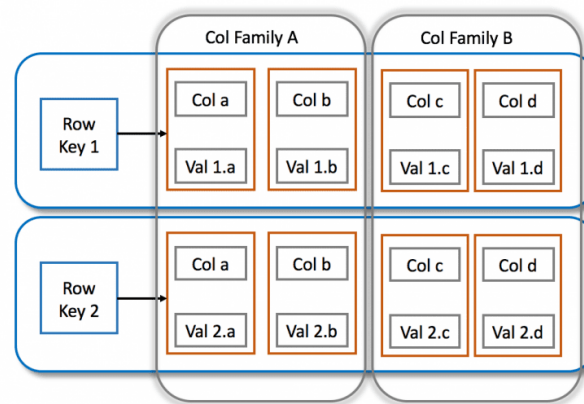 Col Family A
Col Family B
Col a
Col b
Col c
Col d
Row
Key 1
Val 1.a
Val 1.b
Val 1.c
Val 1.d
Col a
Col b
Col c
Col d
Row
Key 2
Val 2.a
Val 2.b
Val 2.c
Val 2.d